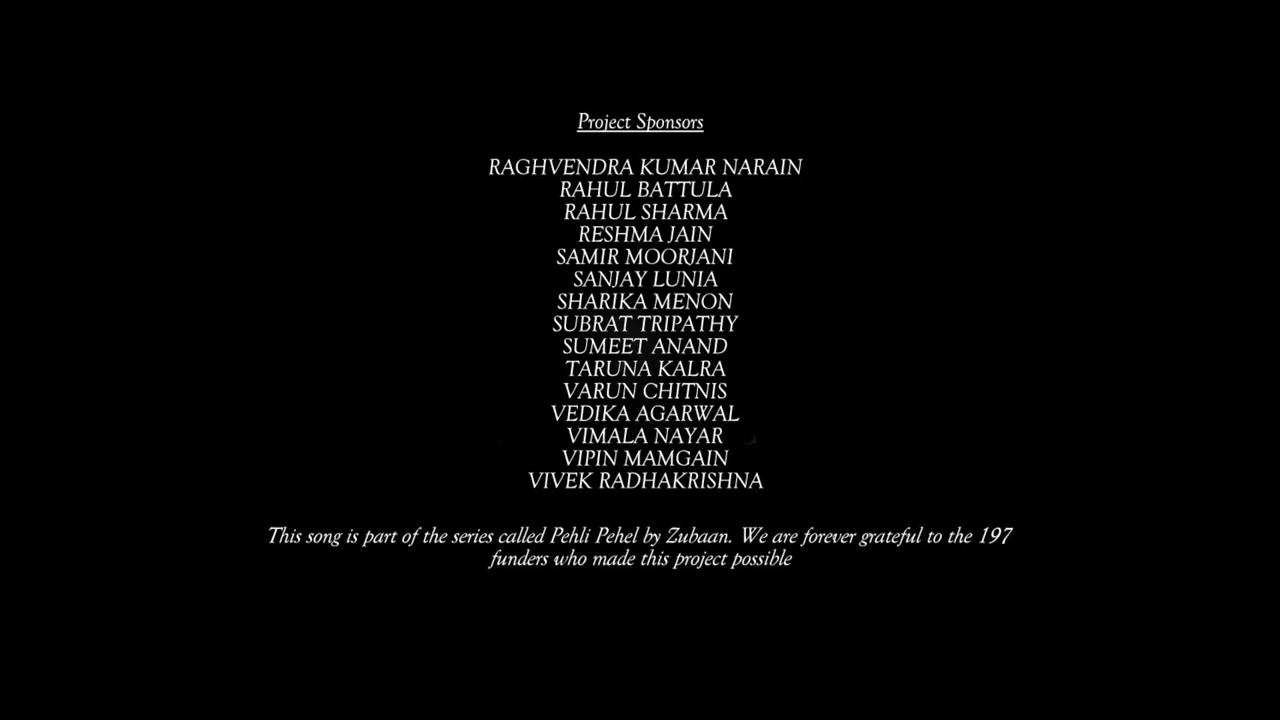 Project Sponsors
RAGHVENDRA KUMAR NARAIN
RAHUL BATTULA
RAHUL SHARMA
RESHMA JAIN
SAMIR MOORJANI
SANJAY LUNIA
SHARIKA MENON
SUBRAT TRIPATHY
SUMEET ANAND
TARUNA KALRA
VARUN CHITNIS
VEDIKA AGARWAL
VIMALA NAYAR
VIPIN MAMGAIN
VIVEK RADHAKRISHNA
This song is part of the series called Pehli Pehel by Zubaan. We are forever grateful to the 197
funders who made this project possible